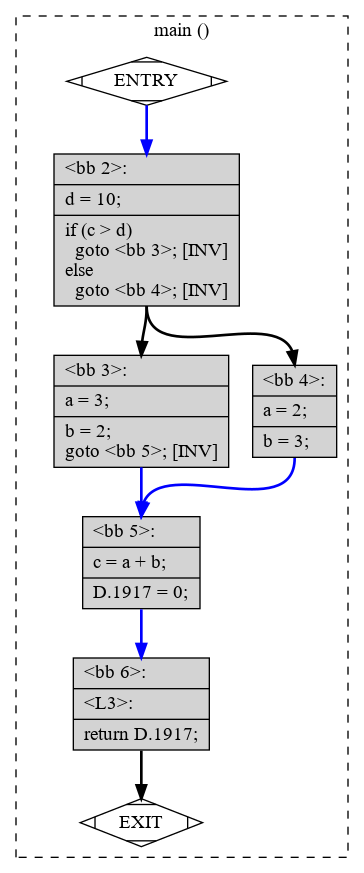 main ()
ENTRY
<bb 2>:
d = 10;
if (c > d)
  goto <bb 3>; [INV]
else
  goto <bb 4>; [INV]
<bb 3>:
a = 3;
b = 2;
goto <bb 5>; [INV]
<bb 4>:
a = 2;
b = 3;
<bb 5>:
c = a + b;
D.1917 = 0;
<bb 6>:
<L3>:
return D.1917;
EXIT